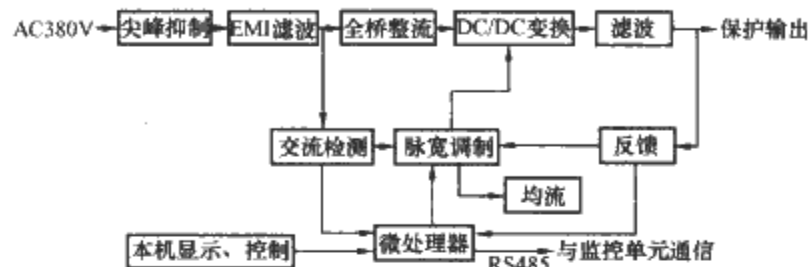 AC380V 尖峰抑制 EMI滤波 全桥整流 DC/DC变换 滤波 保护输出
交流检测 脉宽调制 反馈
均流
本机显示、控制 微处理器 与监控单元通信
RS485